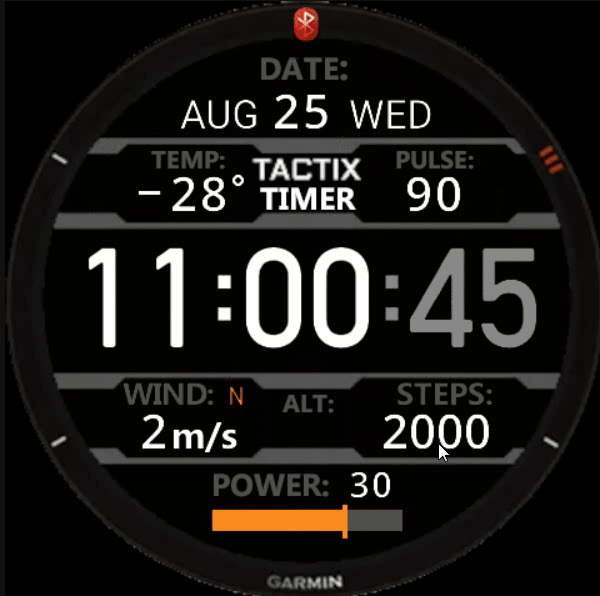 DATE:
AUG 25 WED
TEMP: TACTIX PULSE:
-28° TIMER 90
11:00:45
WIND: N ALT: STEPS:
2m/s 2000
POWER: 30
GARMIN